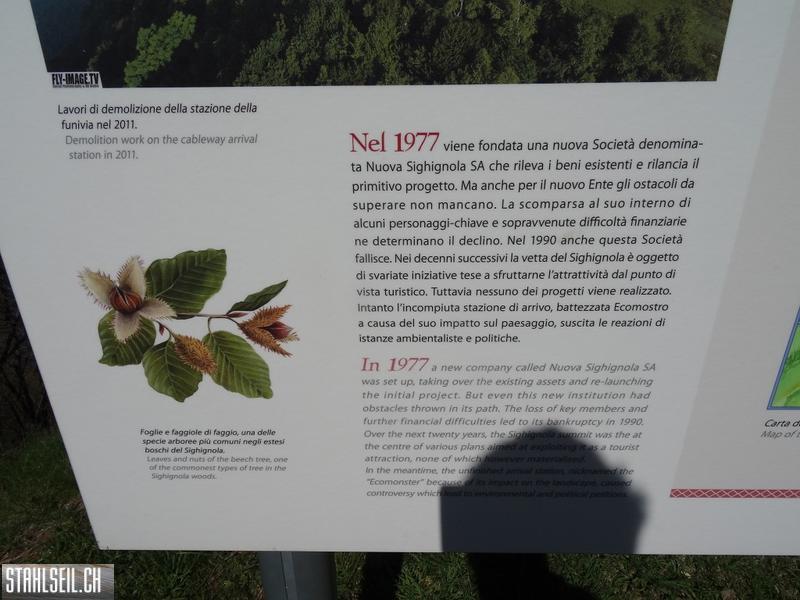 FLY-IMAGE.TV
Lavori di demolizione della stazione della
funivia nel 2011.
Demolition work on the cableway arrival
station in 2011.
Nel 1977 viene fondata una nuova Società denomina-
ta Nuova Sighignola SA che rileva i beni esistenti e rilancia il
primitivo progetto. Ma anche per il nuovo Ente gli ostacoli da
superare non mancano. La scomparsa al suo interno di
alcuni personaggi-chiave e sopravvenute difficoltà finanziarie
ne determinano il declino. Nel 1990 anche questa Società
fallisce. Nei decenni successivi la vetta del Sighignola è oggetto
di svariate iniziative tese a sfruttarne l'attrattività dal punto di
vista turistico. Tuttavia nessuno dei progetti viene realizzato.
Intanto l'incompiuta stazione di arrivo, battezzata Ecomostro
a causa del suo impatto sul paesaggio, suscita le reazioni di
istanze ambientaliste e politiche.
In 1977 a new company called Nuova Sighignola SA
was set up, taking over the existing assets and re-launching
the initial project. But even this new institution had
obstacles thrown in its path. The loss of key members and
further financial difficulties led to its bankruptcy in 1990.
Over the next twenty years, the Sighignola summit was the at
the centre of various plans aimed at exploiting it as a tourist
attraction, none of which however materialized.
In the meantime, the unfinished arrival station, nicknamed the
"Ecomonster" because of its impact on the landscape, caused
controversy which lead to environmental and political petitions.
Foglie e faggiole di faggio, una delle
specie arboree più comuni negli estesi
boschi del Sighignola.
Leaves and nuts of the beech tree, one
of the commonest types of tree in the
Sighignola woods.
Carta d
Map of t
STAHLSEIL.CH